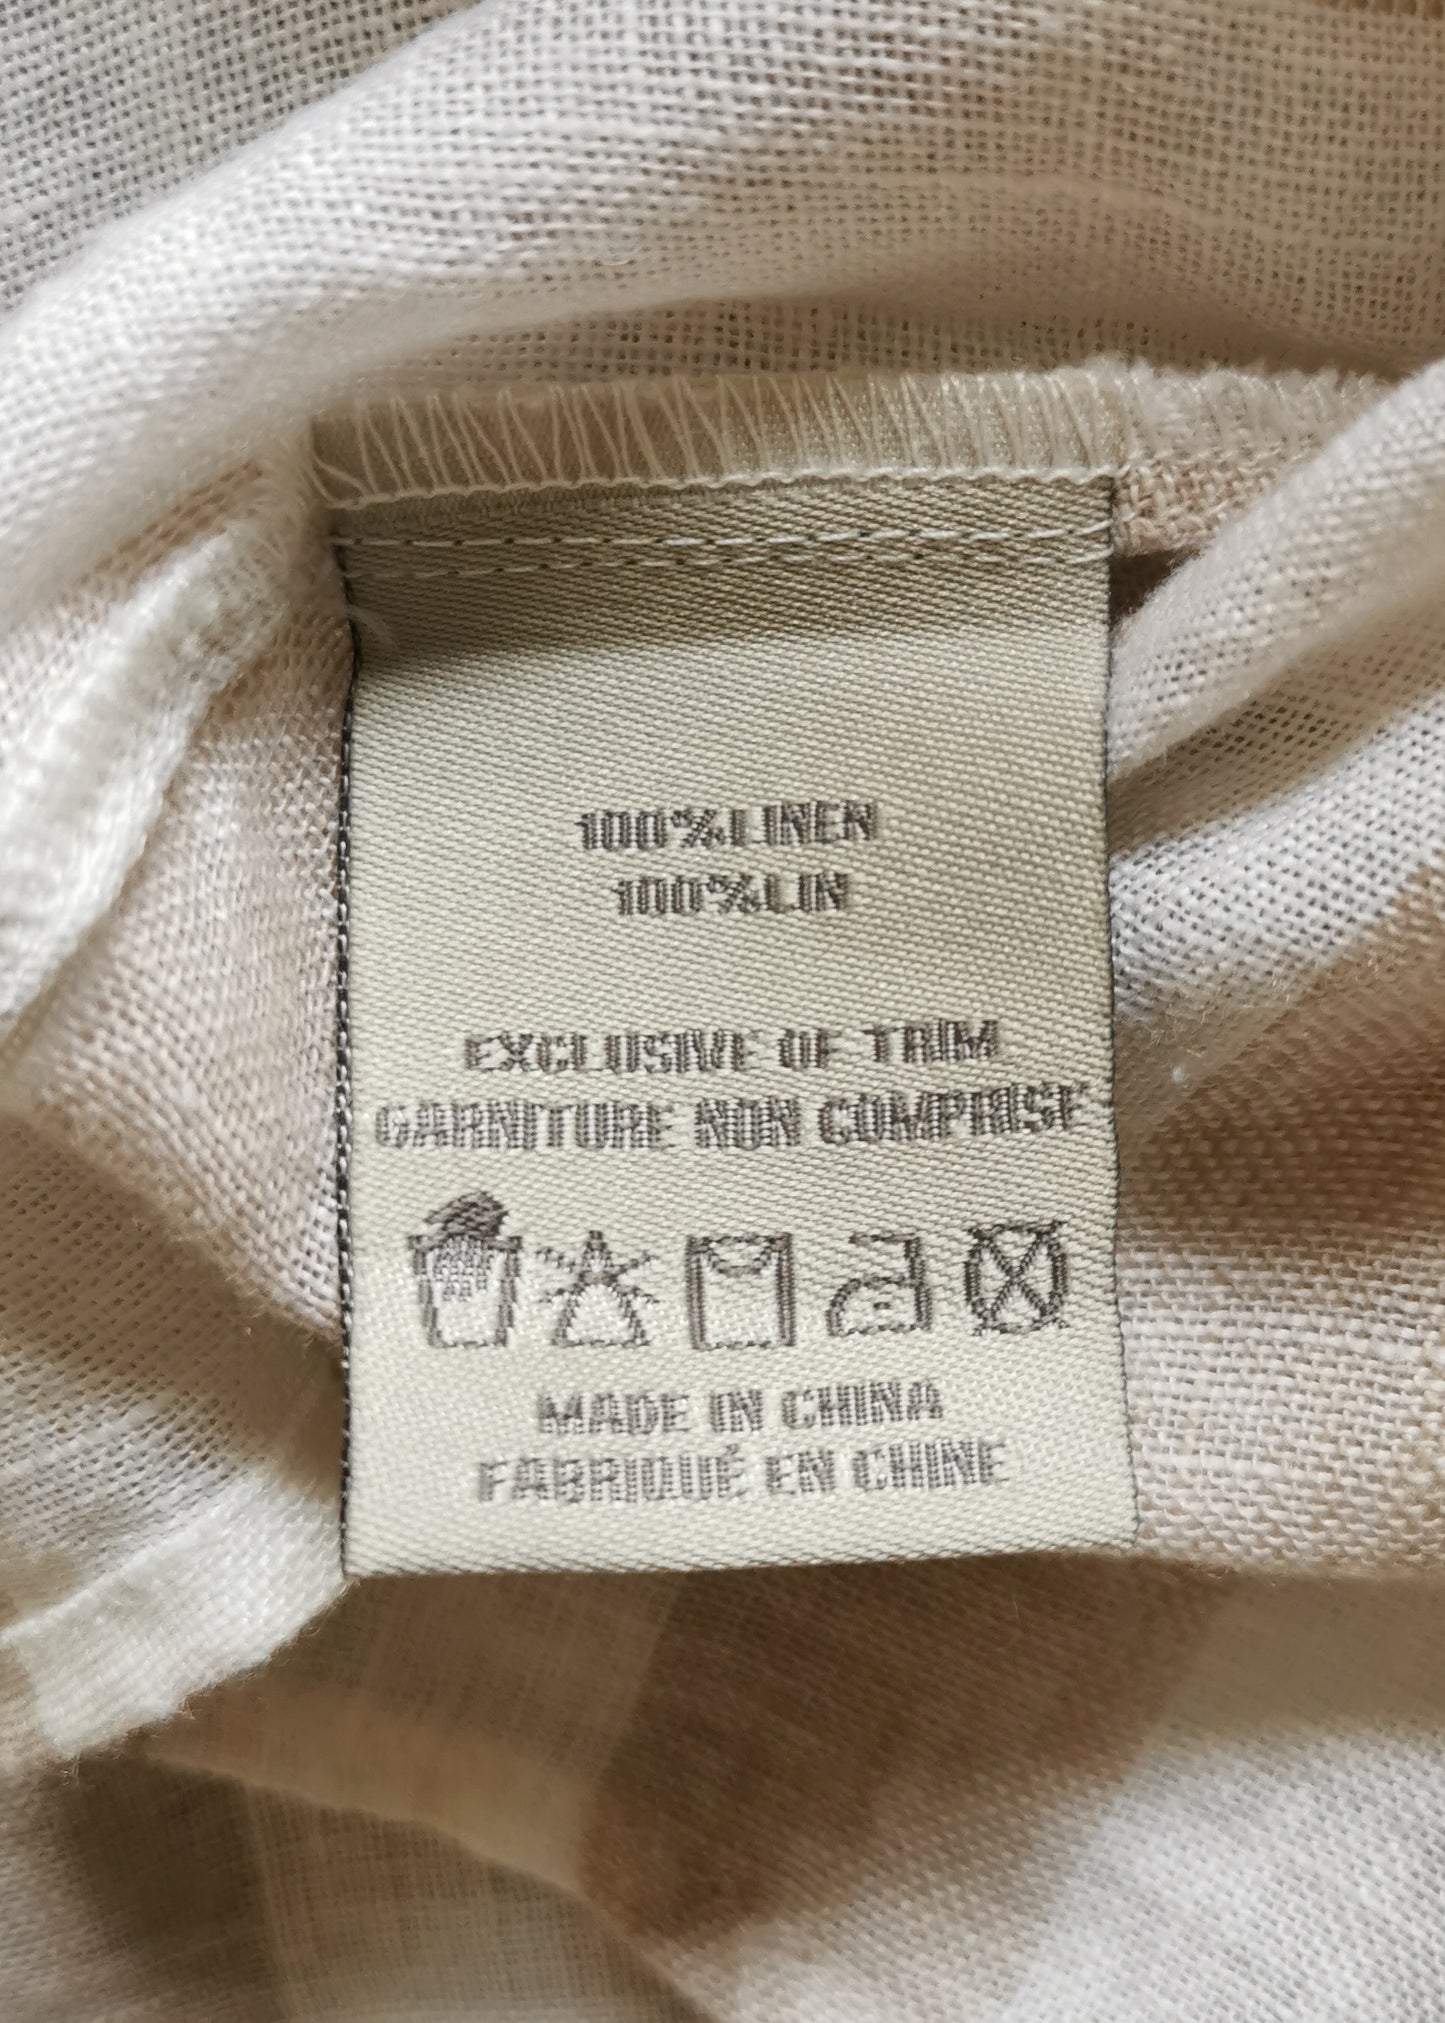 100%LINEN
100%LIN
EXCLUSIVE OF TRIM
GARNITURE NON COMPRISE
MADE IN CHINA
FABRIQUÉ EN CHINE